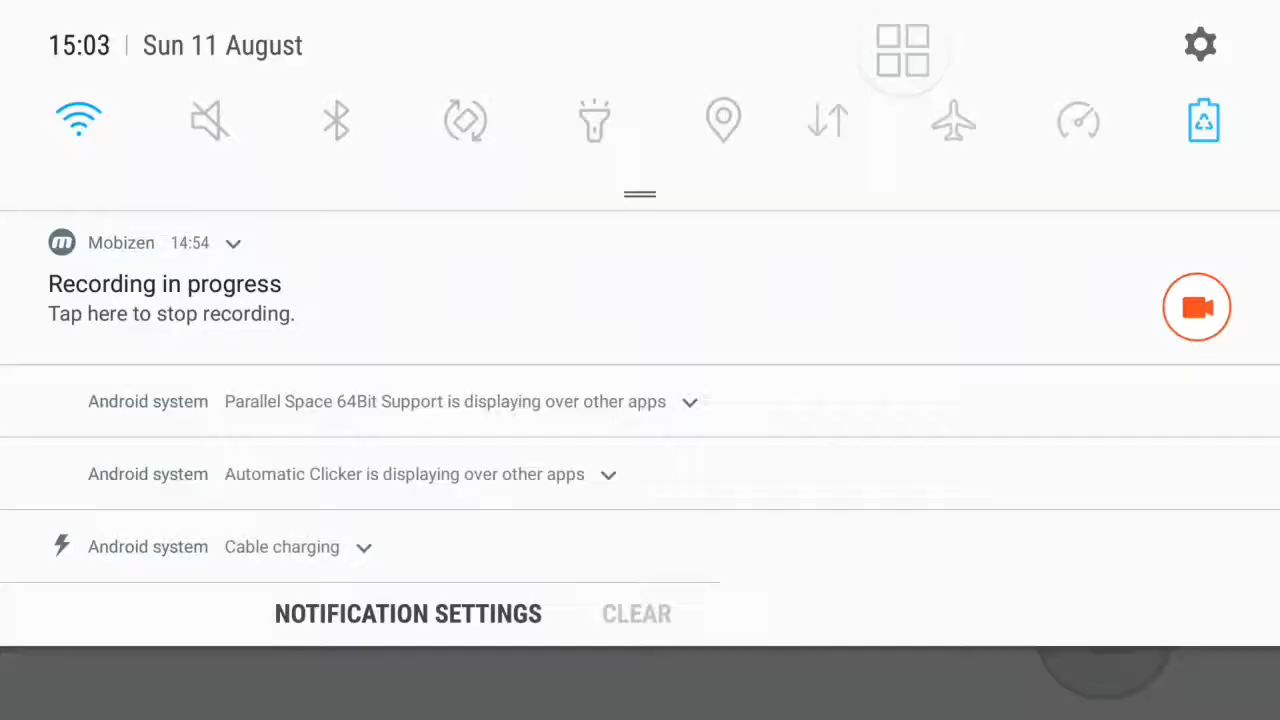 15:03 | Sun 11 August
Mobizen 14:54
Recording in progress
Tap here to stop recording.
Android system Parallel Space 64Bit Support is displaying over other apps
Android system Automatic Clicker is displaying over other apps
Android system Cable charging
NOTIFICATION SETTINGS CLEAR